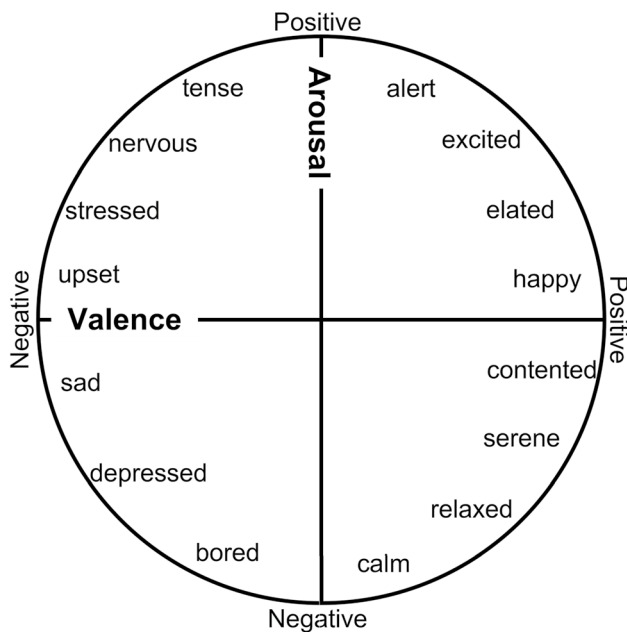 Positive
Arousal
tense
alert
nervous
excited
stressed
elated
upset
happy
Negative
Valence
Positive
sad
contented
depressed
serene
relaxed
bored
calm
Negative